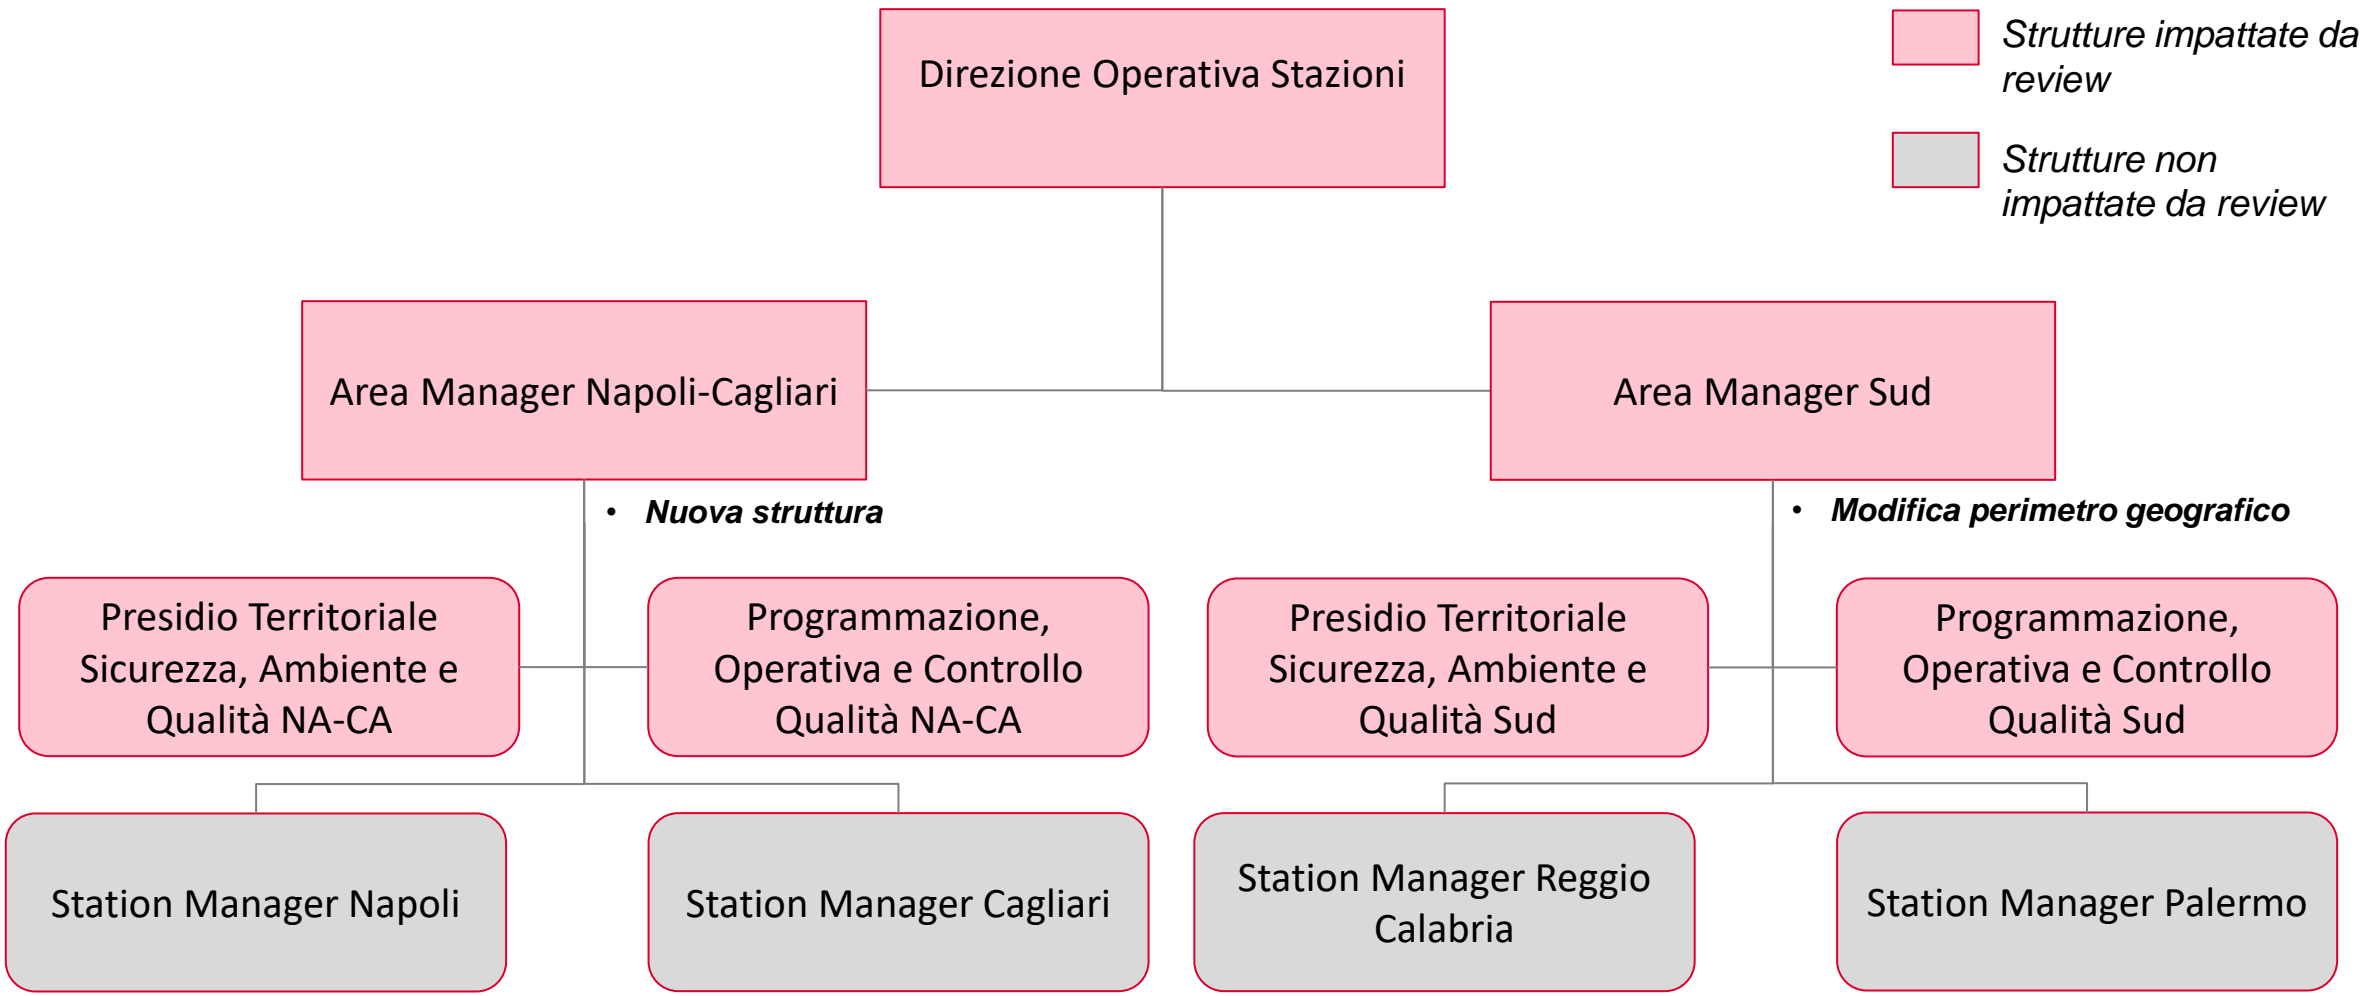 Direzione Operativa Stazioni
Strutture impattate da
review
Strutture non
impattate da review
Area Manager Napoli-Cagliari
Area Manager Sud
• Nuova struttura
• Modifica perimetro geografico
Presidio Territoriale
Sicurezza, Ambiente e
Qualità NA-CA
Programmazione,
Operativa e Controllo
Qualità NA-CA
Presidio Territoriale
Sicurezza, Ambiente e
Qualità Sud
Programmazione,
Operativa e Controllo
Qualità Sud
Station Manager Napoli
Station Manager Cagliari
Station Manager Reggio
Calabria
Station Manager Palermo